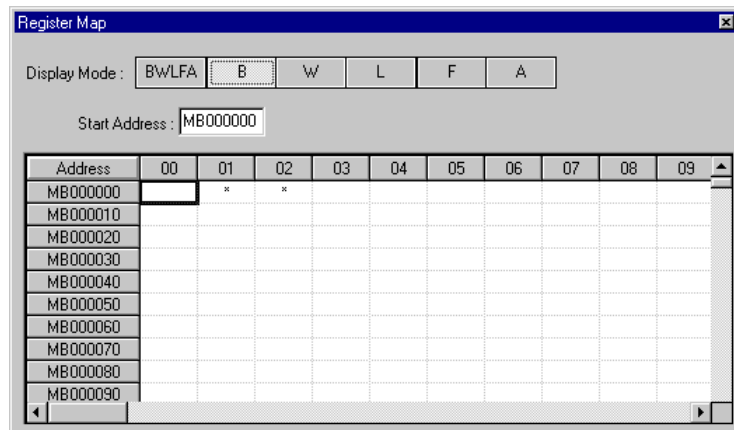 Register Map
Display Mode : BWLFA B W L F A
Start Address : MB000000
Address 00 01 02 03 04 05 06 07 08 09
MB000000 * *
MB000010
MB000020
MB000030
MB000040
MB000050
MB000060
MB000070
MB000080
MB000090